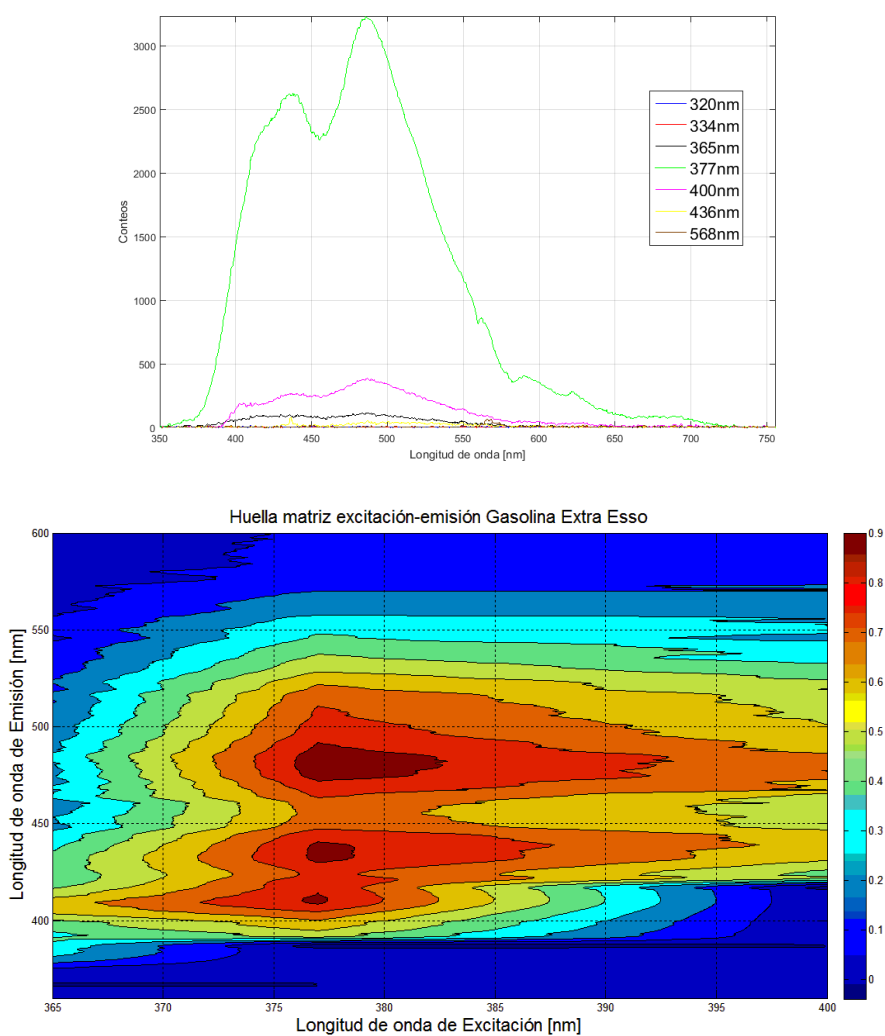 3000
2500
2000
1500
1000
500
0
Conteos
320nm
334nm
365nm
377nm
400nm
436nm
568nm
350 400 450 500 550 600 650 700 750
Longitud de onda [nm]
Huella matriz excitación-emisión Gasolina Extra Esso
600
550
500
450
400
Longitud de onda de Emisión [nm]
0.9
0.8
0.7
0.6
0.5
0.4
0.3
0.2
0.1
0
365 370 375 380 385 390 395 400
Longitud de onda de Excitación [nm]